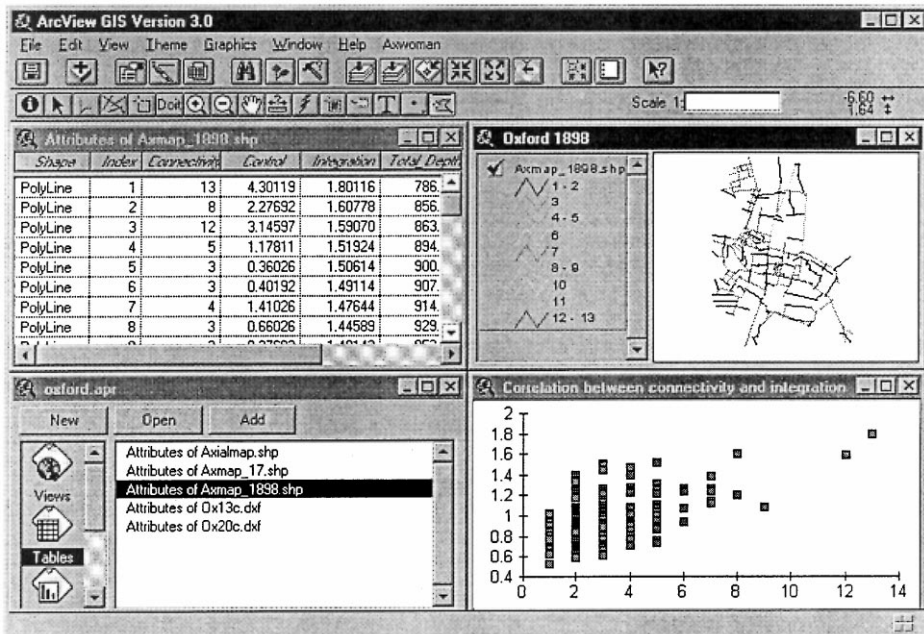 ArcView GIS Version 3.0
File Edit View Theme Graphics Window Help Axwoman
Doit
Scale 1:
-6.60
1.64
Attributes of Axmap_1898.shp
Shape Index Connectivity Control Integration Total_Depth
PolyLine 1 13 4.30119 1.80116 786.
PolyLine 2 8 2.27692 1.60778 856.
PolyLine 3 12 3.14597 1.59070 863.
PolyLine 4 5 1.17811 1.51924 894.
PolyLine 5 3 0.36026 1.50614 900.
PolyLine 6 3 0.40192 1.49114 907.
PolyLine 7 4 1.41026 1.47644 914.
PolyLine 8 3 0.66026 1.44589 929.
Oxford 1898
Axmap_1898.shp
1 - 2
3
4 - 5
6
7
8 - 9
10
11
12 - 13
oxford.apr
New Open Add
Views
Tables
Attributes of Axialmap.shp
Attributes of Axmap_17.shp
Attributes of Axmap_1898.shp
Attributes of Ox13c.dxf
Attributes of Ox20c.dxf
Correlation between connectivity and integration
2
1.8
1.6
1.4
1.2
1
0.8
0.6
0.4
0 2 4 6 8 10 12 14